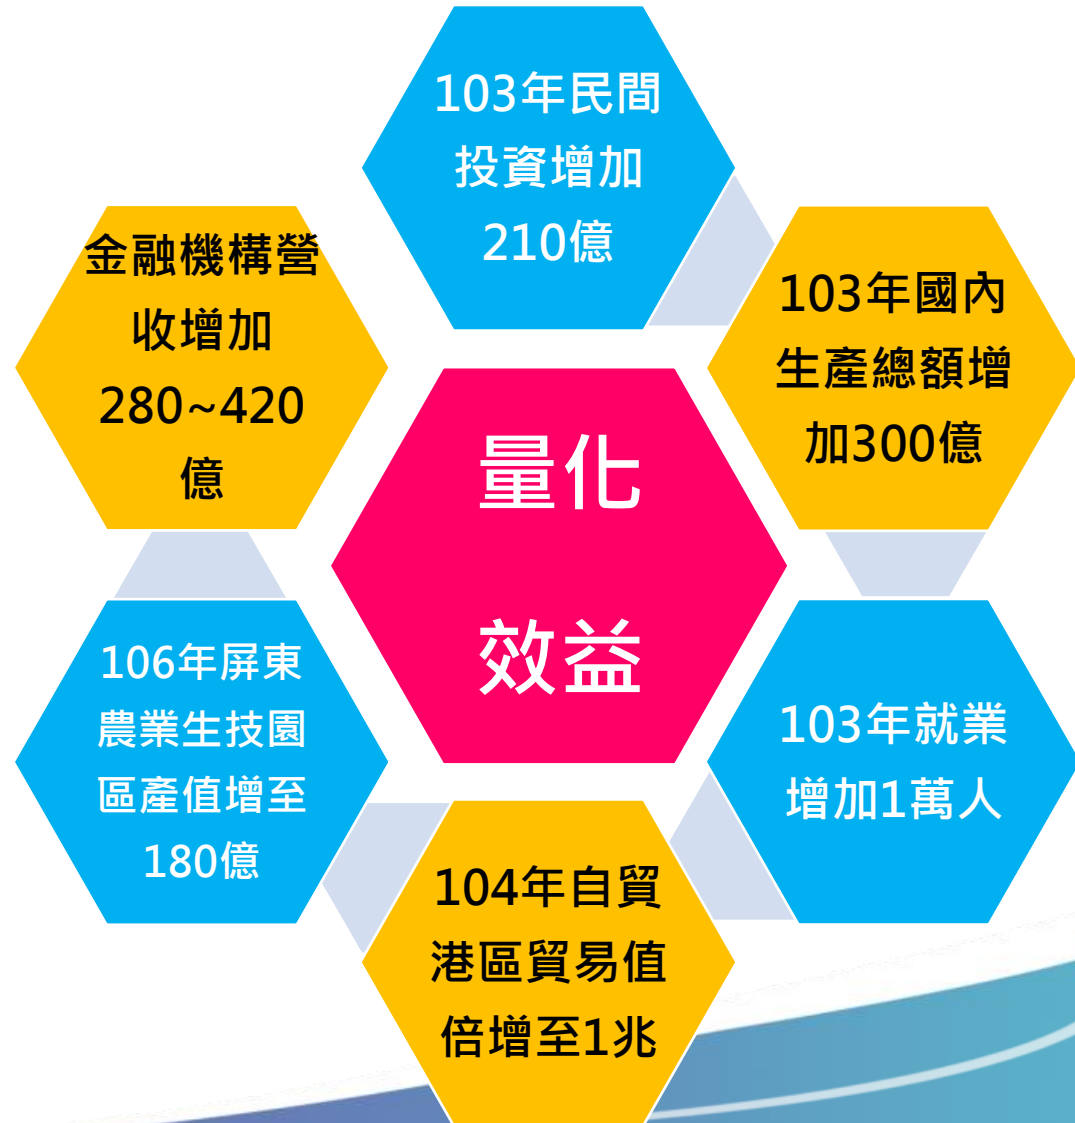 103年民間
投資增加
210億
金融機構營
收增加
280~420
億
103年國內
生產總額增
加300億
量化
效益
106年屏東
農業生技園
區產值增至
180億
103年就業
增加1萬人
104年自貿
港區貿易值
倍增至1兆